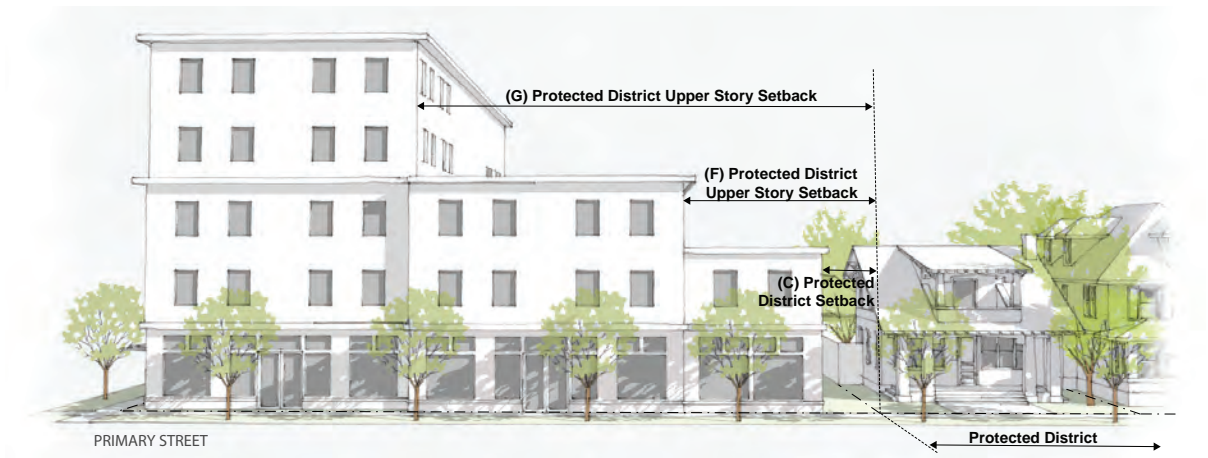 (G) Protected District Upper Story Setback
(F) Protected District
Upper Story Setback
(C) Protected
District Setback
PRIMARY STREET
Protected District